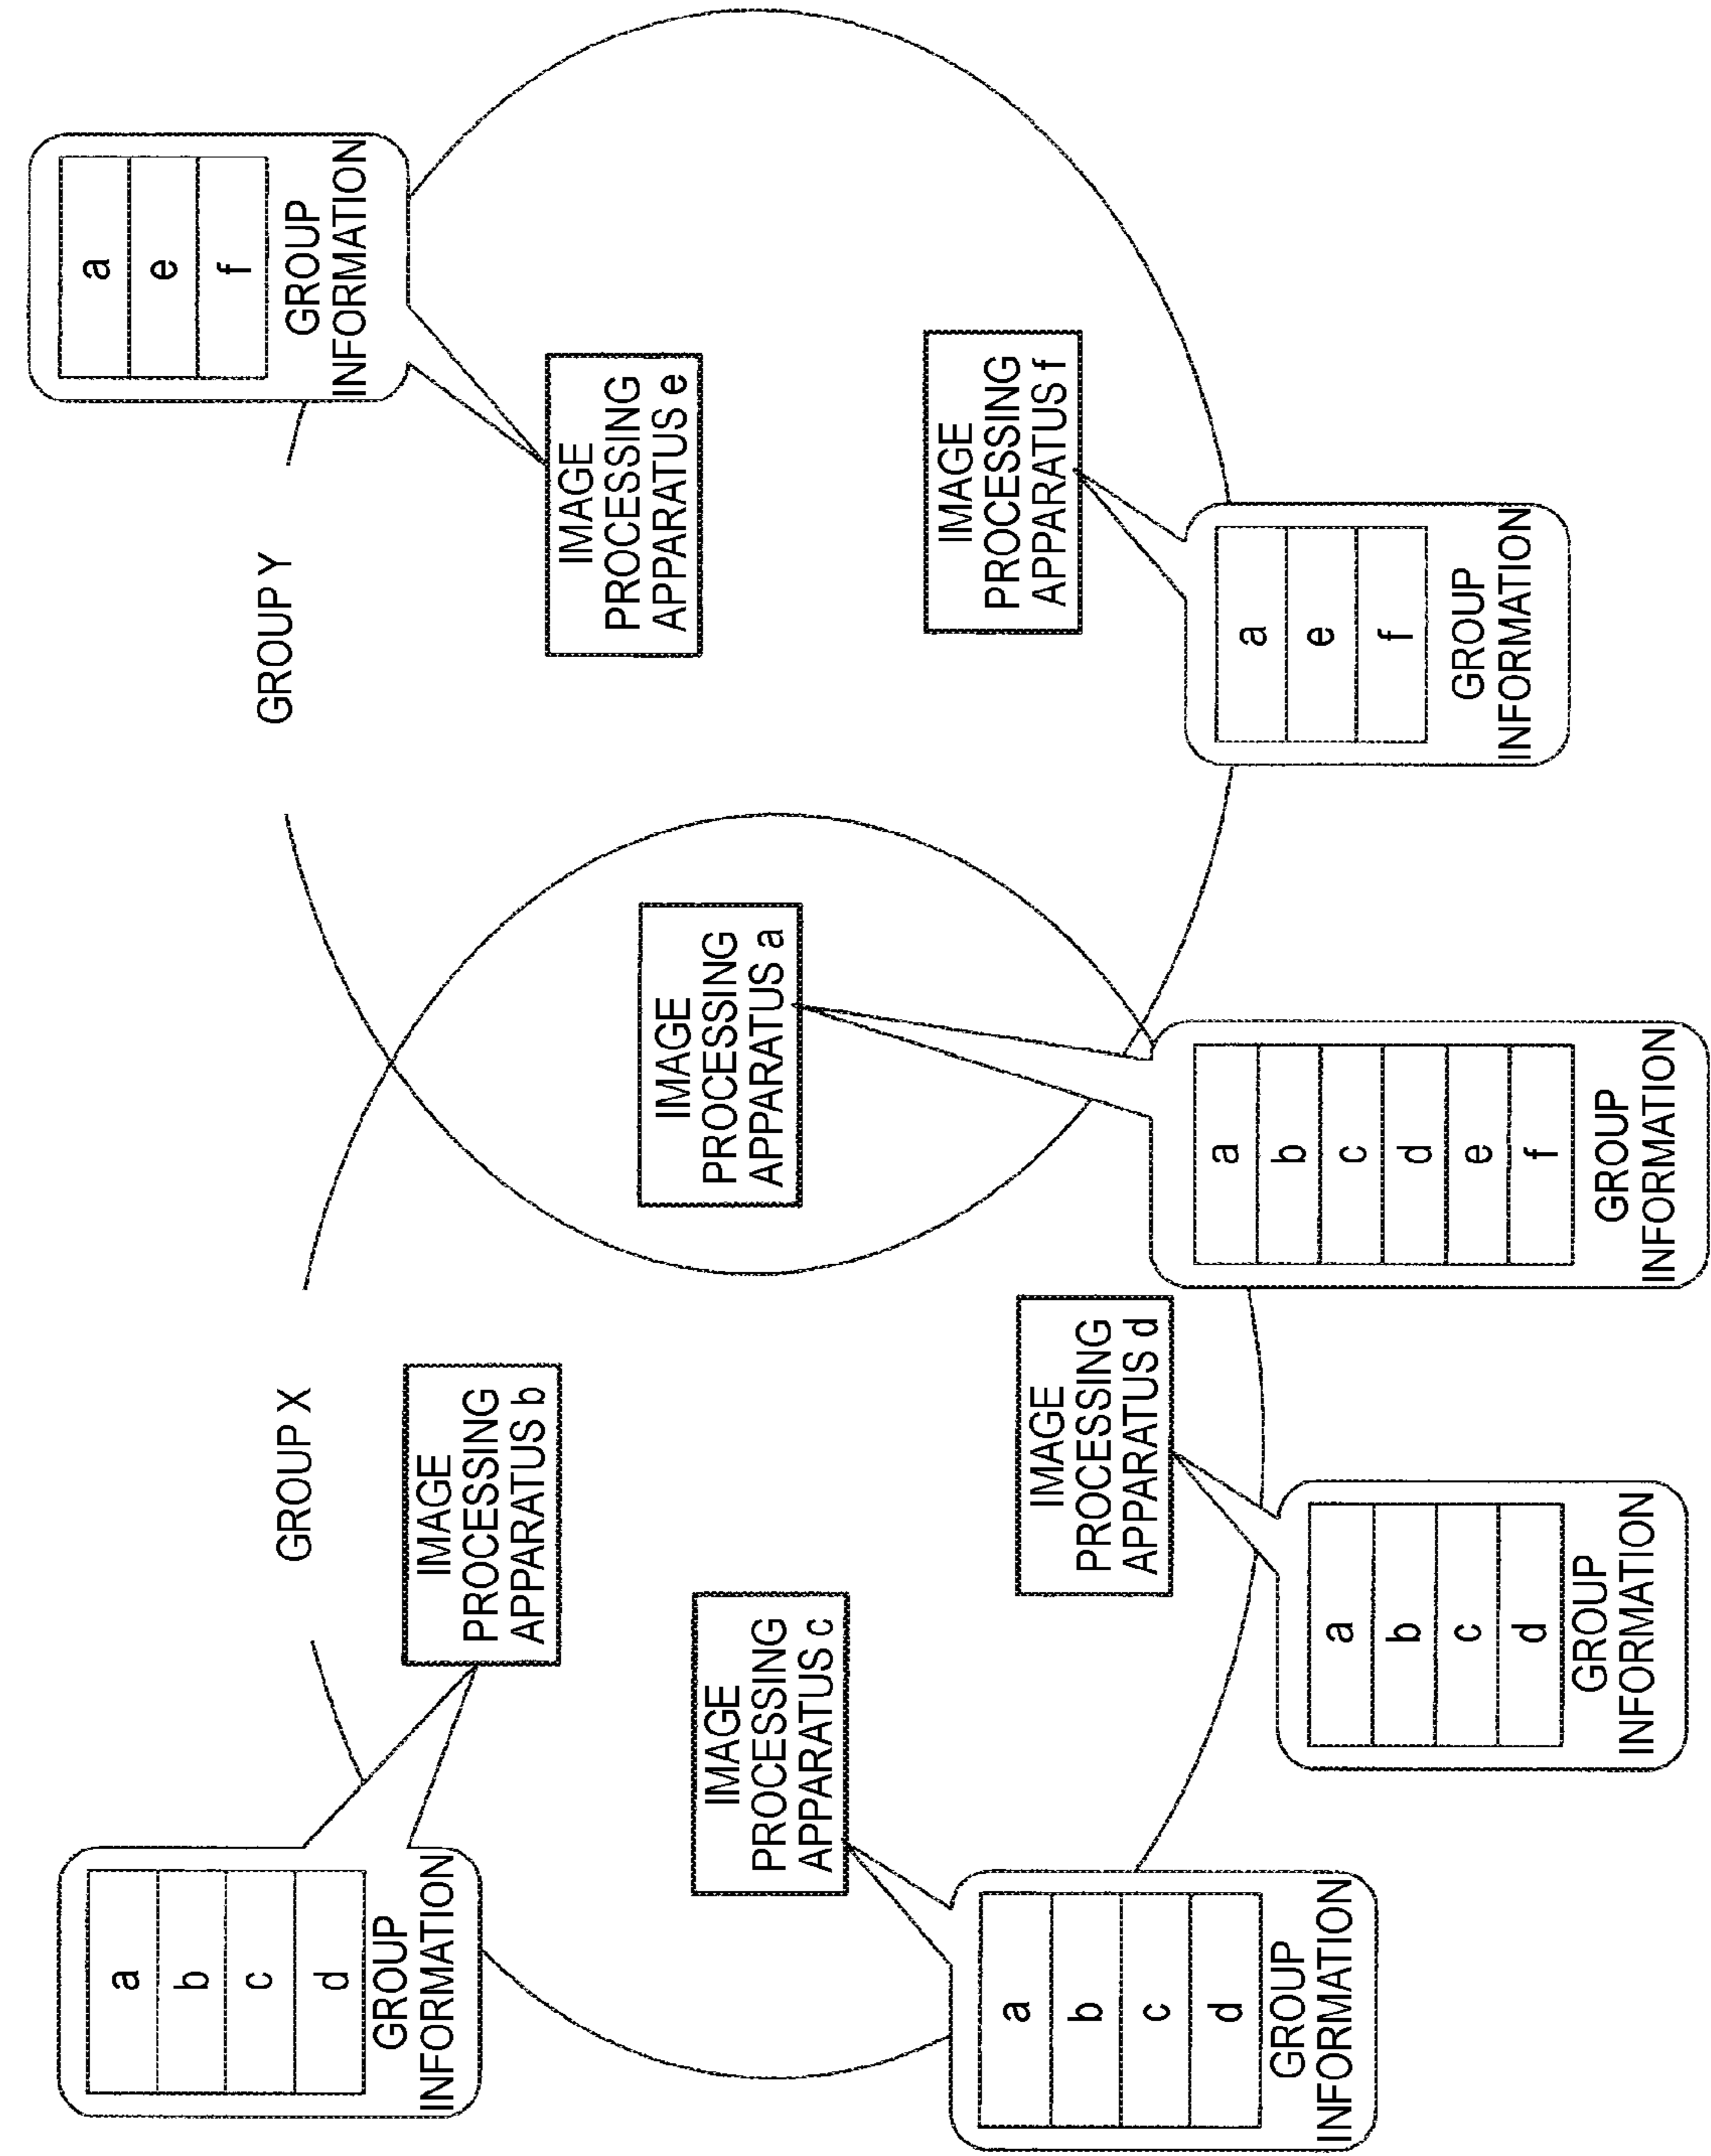 GROUP X
GROUP Y
a
b
c
d
GROUP
INFORMATION
IMAGE
PROCESSING
APPARATUS b
IMAGE
PROCESSING
APPARATUS c
a
b
c
d
GROUP
INFORMATION
IMAGE
PROCESSING
APPARATUS d
a
b
c
d
GROUP
INFORMATION
IMAGE
PROCESSING
APPARATUS a
a
b
c
d
e
f
GROUP
INFORMATION
a
e
f
GROUP
INFORMATION
IMAGE
PROCESSING
APPARATUS e
IMAGE
PROCESSING
APPARATUS f
a
e
f
GROUP
INFORMATION